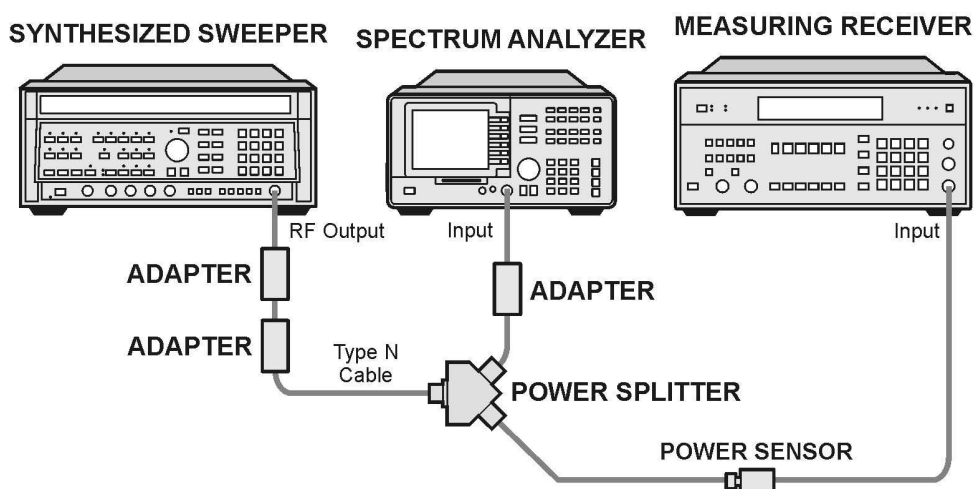 SYNTHESIZED SWEEPER
SPECTRUM ANALYZER
MEASURING RECEIVER
RF Output
Input
Input
ADAPTER
ADAPTER
ADAPTER
Type N
Cable
POWER SPLITTER
POWER SENSOR